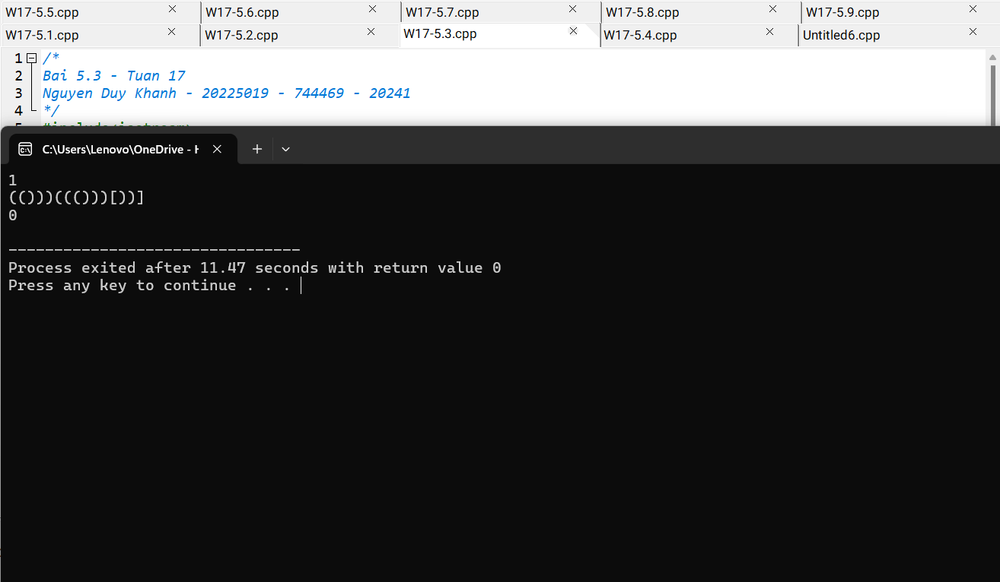 W17-5.5.cpp W17-5.6.cpp W17-5.7.cpp W17-5.8.cpp W17-5.9.cpp
W17-5.1.cpp W17-5.2.cpp W17-5.3.cpp W17-5.4.cpp Untitled6.cpp
1 /*
2 Bai 5.3 - Tuan 17
3 Nguyen Duy Khanh - 20225019 - 744469 - 20241
4 */
C:\Users\Lenovo\OneDrive - H
1
(()))((()))[))]
0
--------------------------------
Process exited after 11.47 seconds with return value 0
Press any key to continue . . .